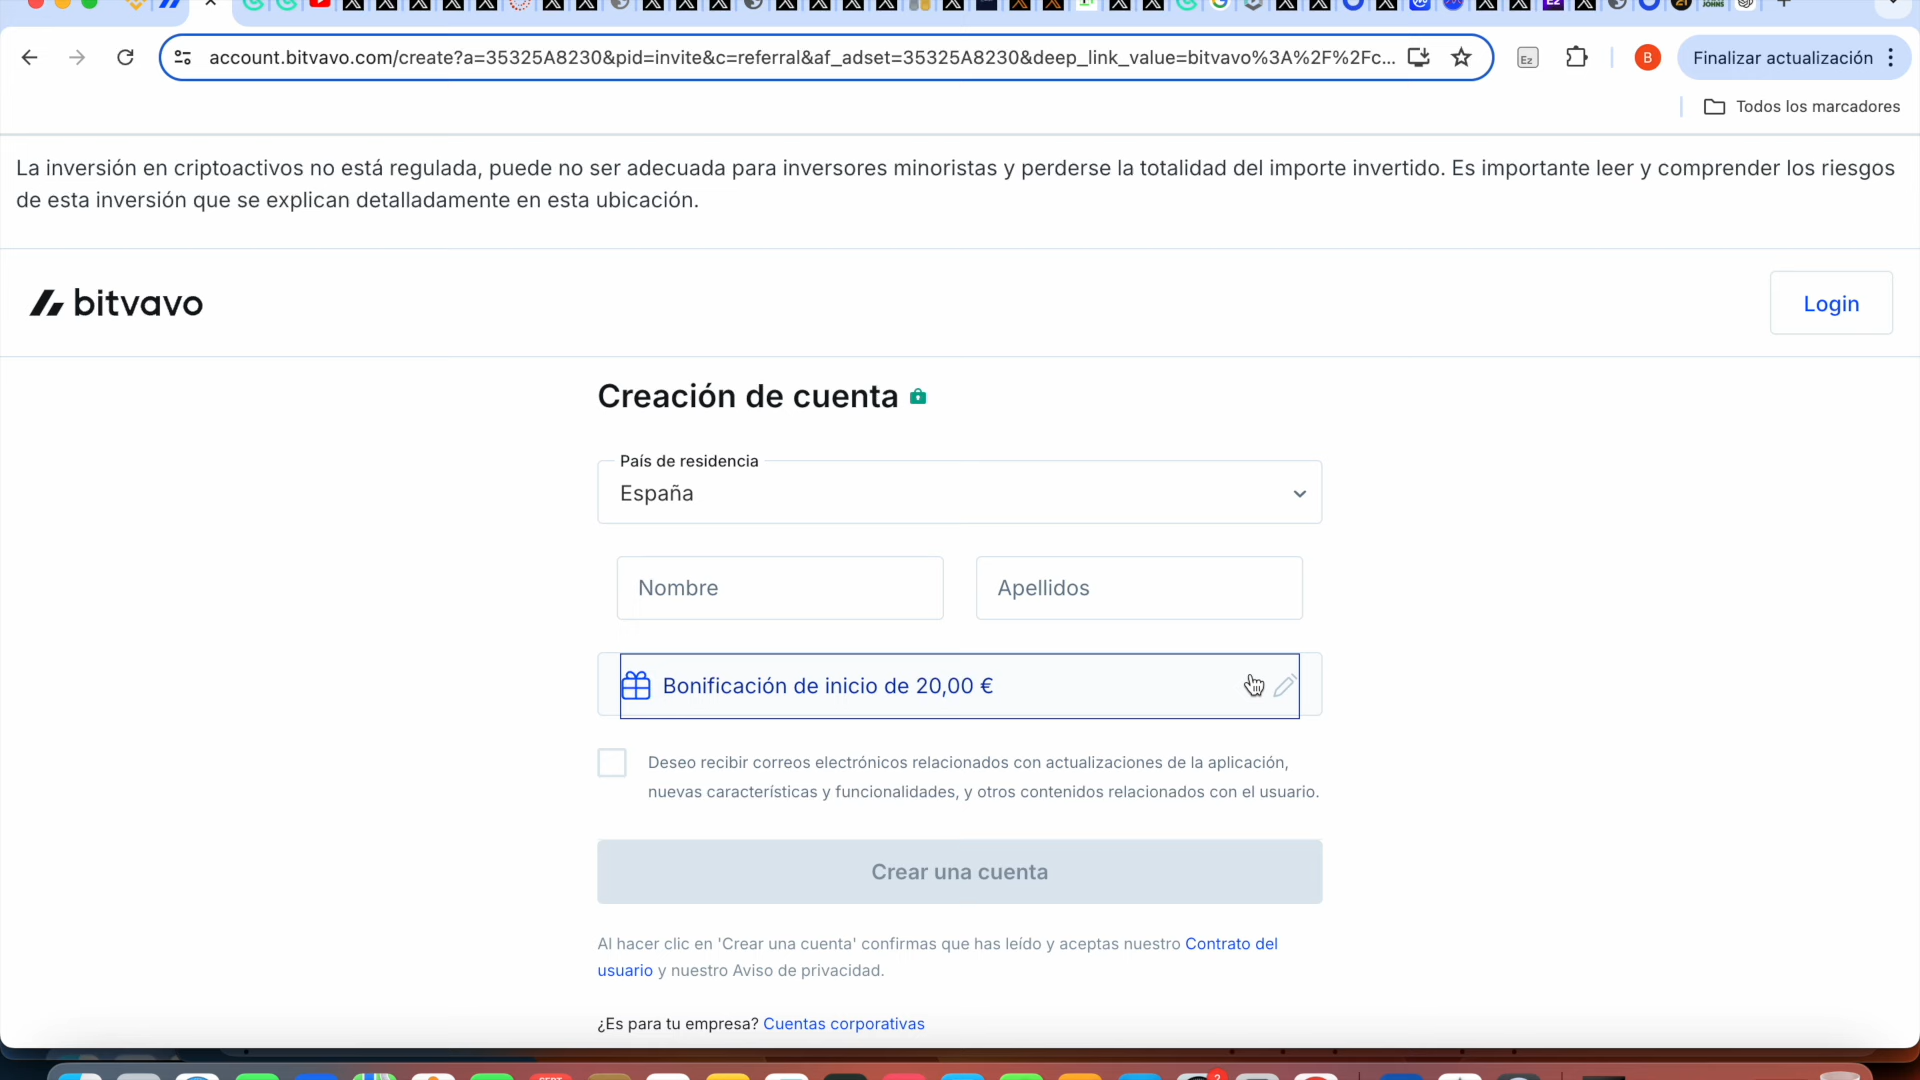 account.bitvavo.com/create?a=35325A8230&pid=invite&c=referral&af_adset=35325A8230&deep_link_value=bitvavo%3A%2F%2Fc...
Ez
B
Finalizar actualización
Todos los marcadores
La inversión en criptoactivos no está regulada, puede no ser adecuada para inversores minoristas y perderse la totalidad del importe invertido. Es importante leer y comprender los riesgos
de esta inversión que se explican detalladamente en esta ubicación.
bitvavo
Login
Creación de cuenta
País de residencia
España
Nombre
Apellidos
Bonificación de inicio de 20,00 €
Deseo recibir correos electrónicos relacionados con actualizaciones de la aplicación,
nuevas características y funcionalidades, y otros contenidos relacionados con el usuario.
Crear una cuenta
Al hacer clic en 'Crear una cuenta' confirmas que has leído y aceptas nuestro Contrato del
usuario y nuestro Aviso de privacidad.
¿Es para tu empresa? Cuentas corporativas
SEPT
2